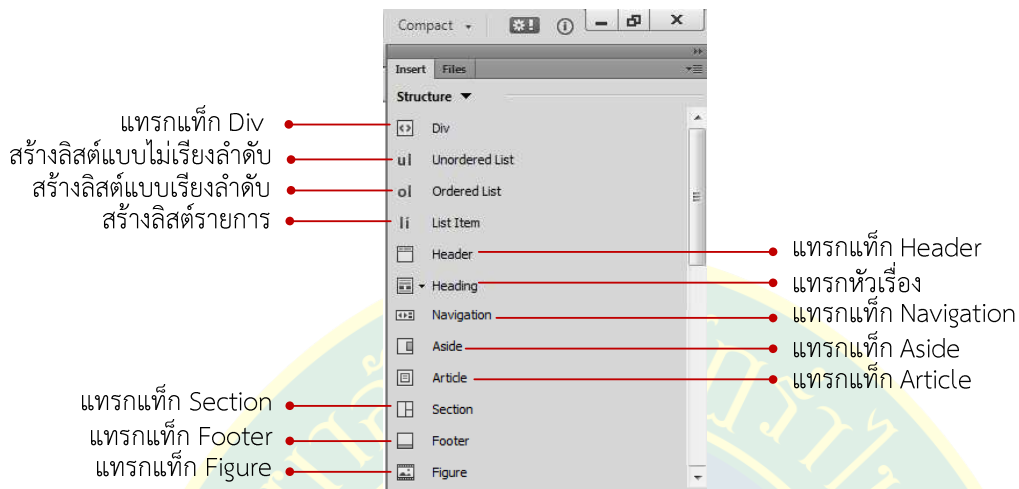 Compact
Insert Files
Structure
แทรกแท็ก Div
Div
สร้างลิสต์แบบไม่เรียงลำดับ
ul Unordered List
สร้างลิสต์แบบเรียงลำดับ
ol Ordered List
สร้างลิสต์รายการ
li List Item
Header
แทรกแท็ก Header
Heading
แทรกหัวเรื่อง
Navigation
แทรกแท็ก Navigation
Aside
แทรกแท็ก Aside
Article
แทรกแท็ก Article
แทรกแท็ก Section
Section
แทรกแท็ก Footer
Footer
แทรกแท็ก Figure
Figure